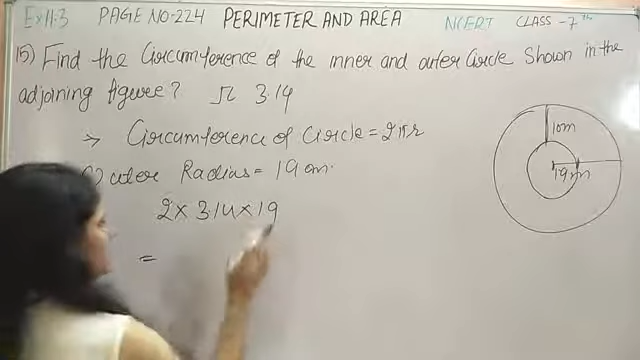 Ex 11.3 PAGE NO-224 PERIMETER AND AREA NCERT CLASS-7th
15) Find the Circumference of the inner and outer Circle Shown in the
adjoining figure? π 3.14
→ Circumference of Circle = 2πr
Outer Radius = 19 m.
2 × 3.14 × 19
=
10m
19m